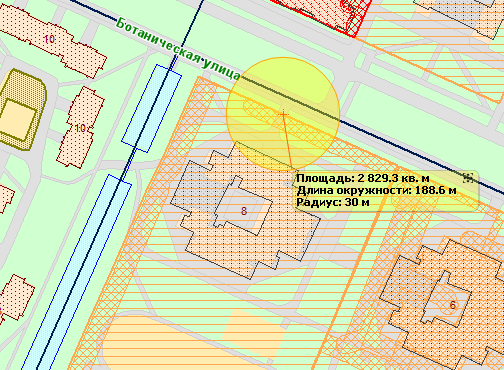 10
Ботаническая улица
10
Площадь: 2 829.3 кв. м
Длина окружности: 188.6 м
Радиус: 30 м
8
6